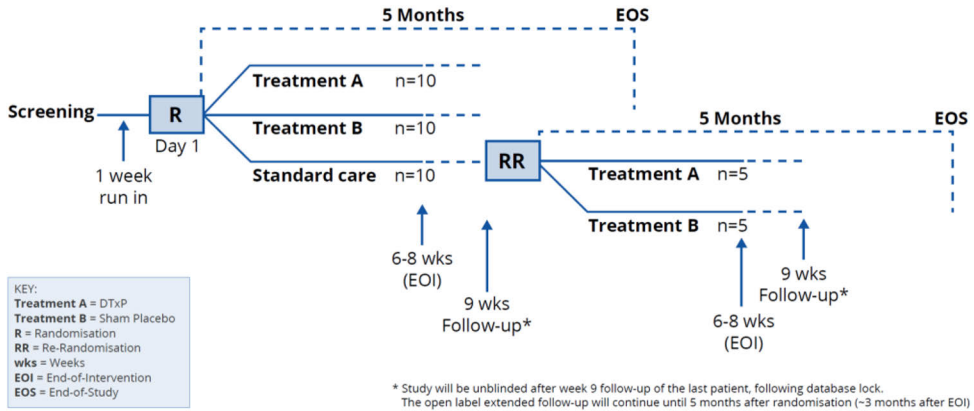 5 Months
EOS
Treatment A n=10
Screening
R
Treatment B n=10
Day 1
5 Months
EOS
1 week
run in
Standard care n=10
RR
Treatment A n=5
Treatment B n=5
6-8 wks
(EOI)
9 wks
Follow-up*
9 wks
Follow-up*
6-8 wks
(EOI)
KEY:
Treatment A = DTxP
Treatment B = Sham Placebo
R = Randomisation
RR = Re-Randomisation
wks = Weeks
EOI = End-of-Intervention
EOS = End-of-Study
* Study will be unblinded after week 9 follow-up of the last patient, following database lock.
The open label extended follow-up will continue until 5 months after randomisation (~3 months after EOI)